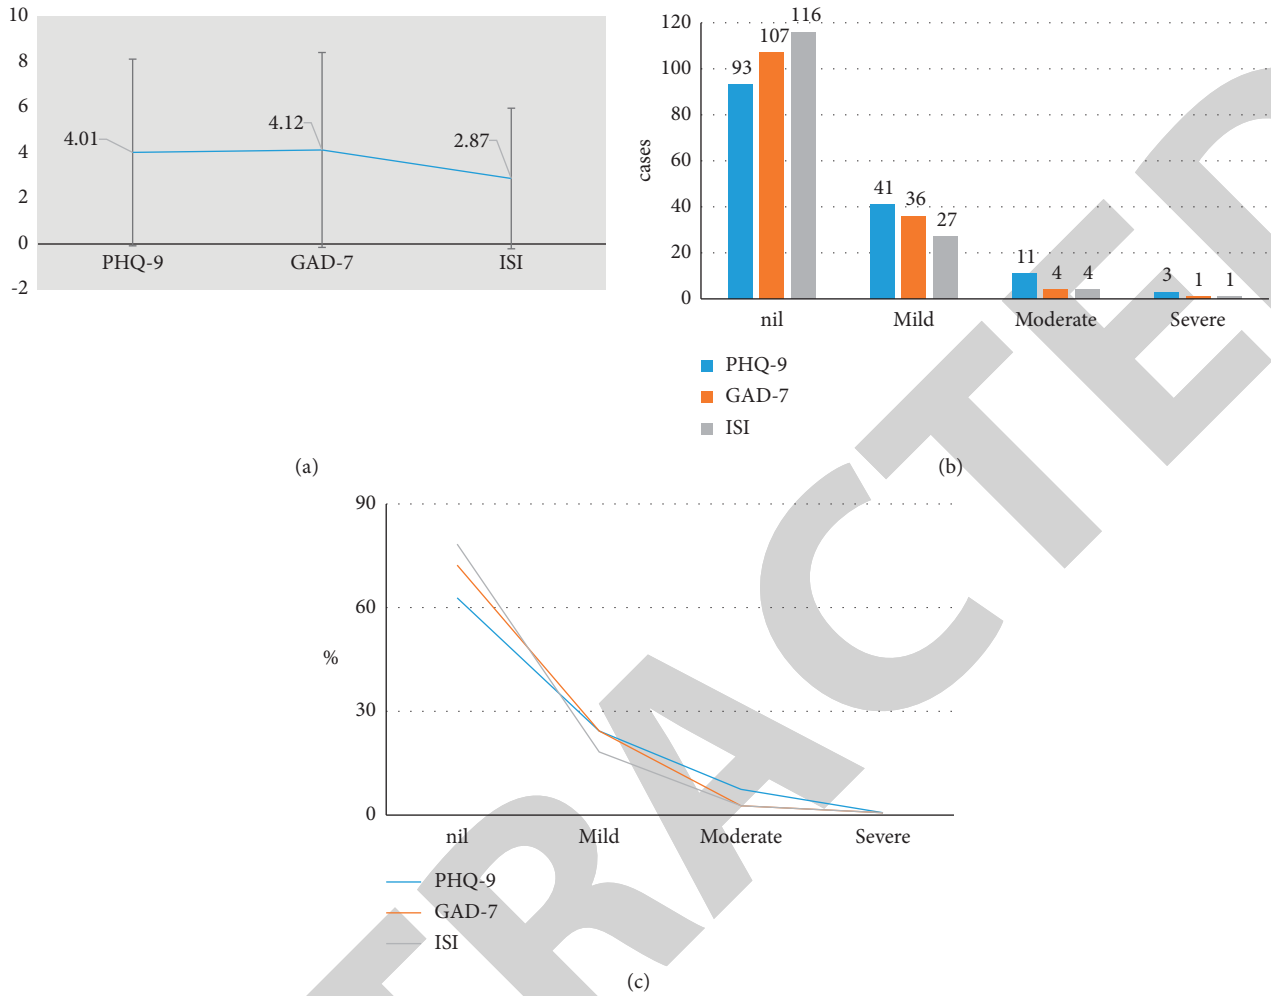 10
8
6
4
2
0
-2
4.01
4.12
2.87
PHQ-9 GAD-7 ISI
(a)
120
100
80
60
40
20
0
cases
93 107 116
41 36 27
11 4 4
3 1 1
nil Mild Moderate Severe
PHQ-9
GAD-7
ISI
(b)
90
60
30
0
%
nil Mild Moderate Severe
PHQ-9
GAD-7
ISI
(c)
TRACTED